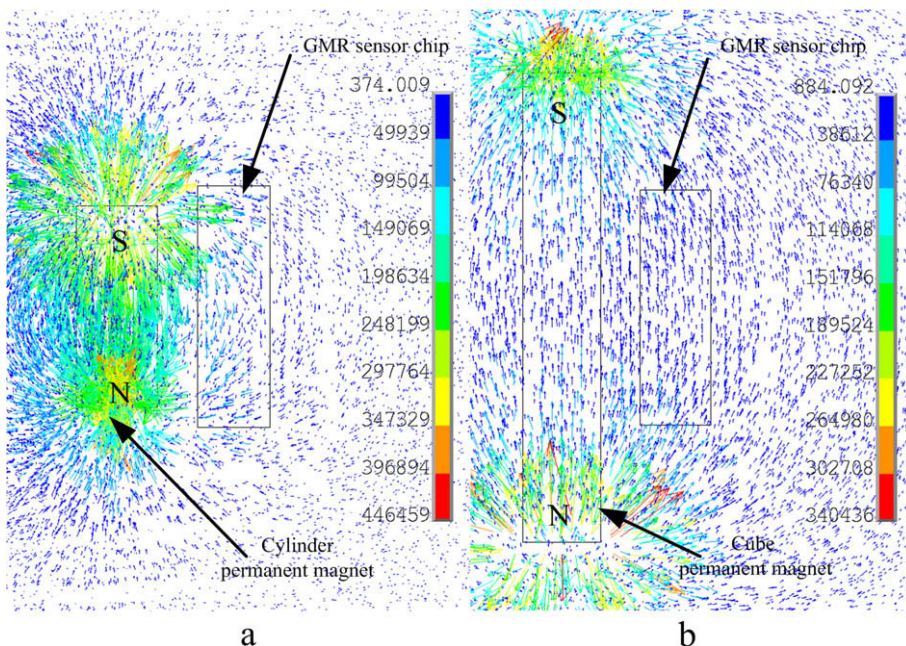 GMR sensor chip
374.009
49939
99504
149069
198634
248199
297764
347329
396894
446459
S
N
Cylinder
permanent magnet
a
GMR sensor chip
884.092
38612
76340
114068
151796
189524
227252
264980
302708
340436
S
N
Cube
permanent magnet
b